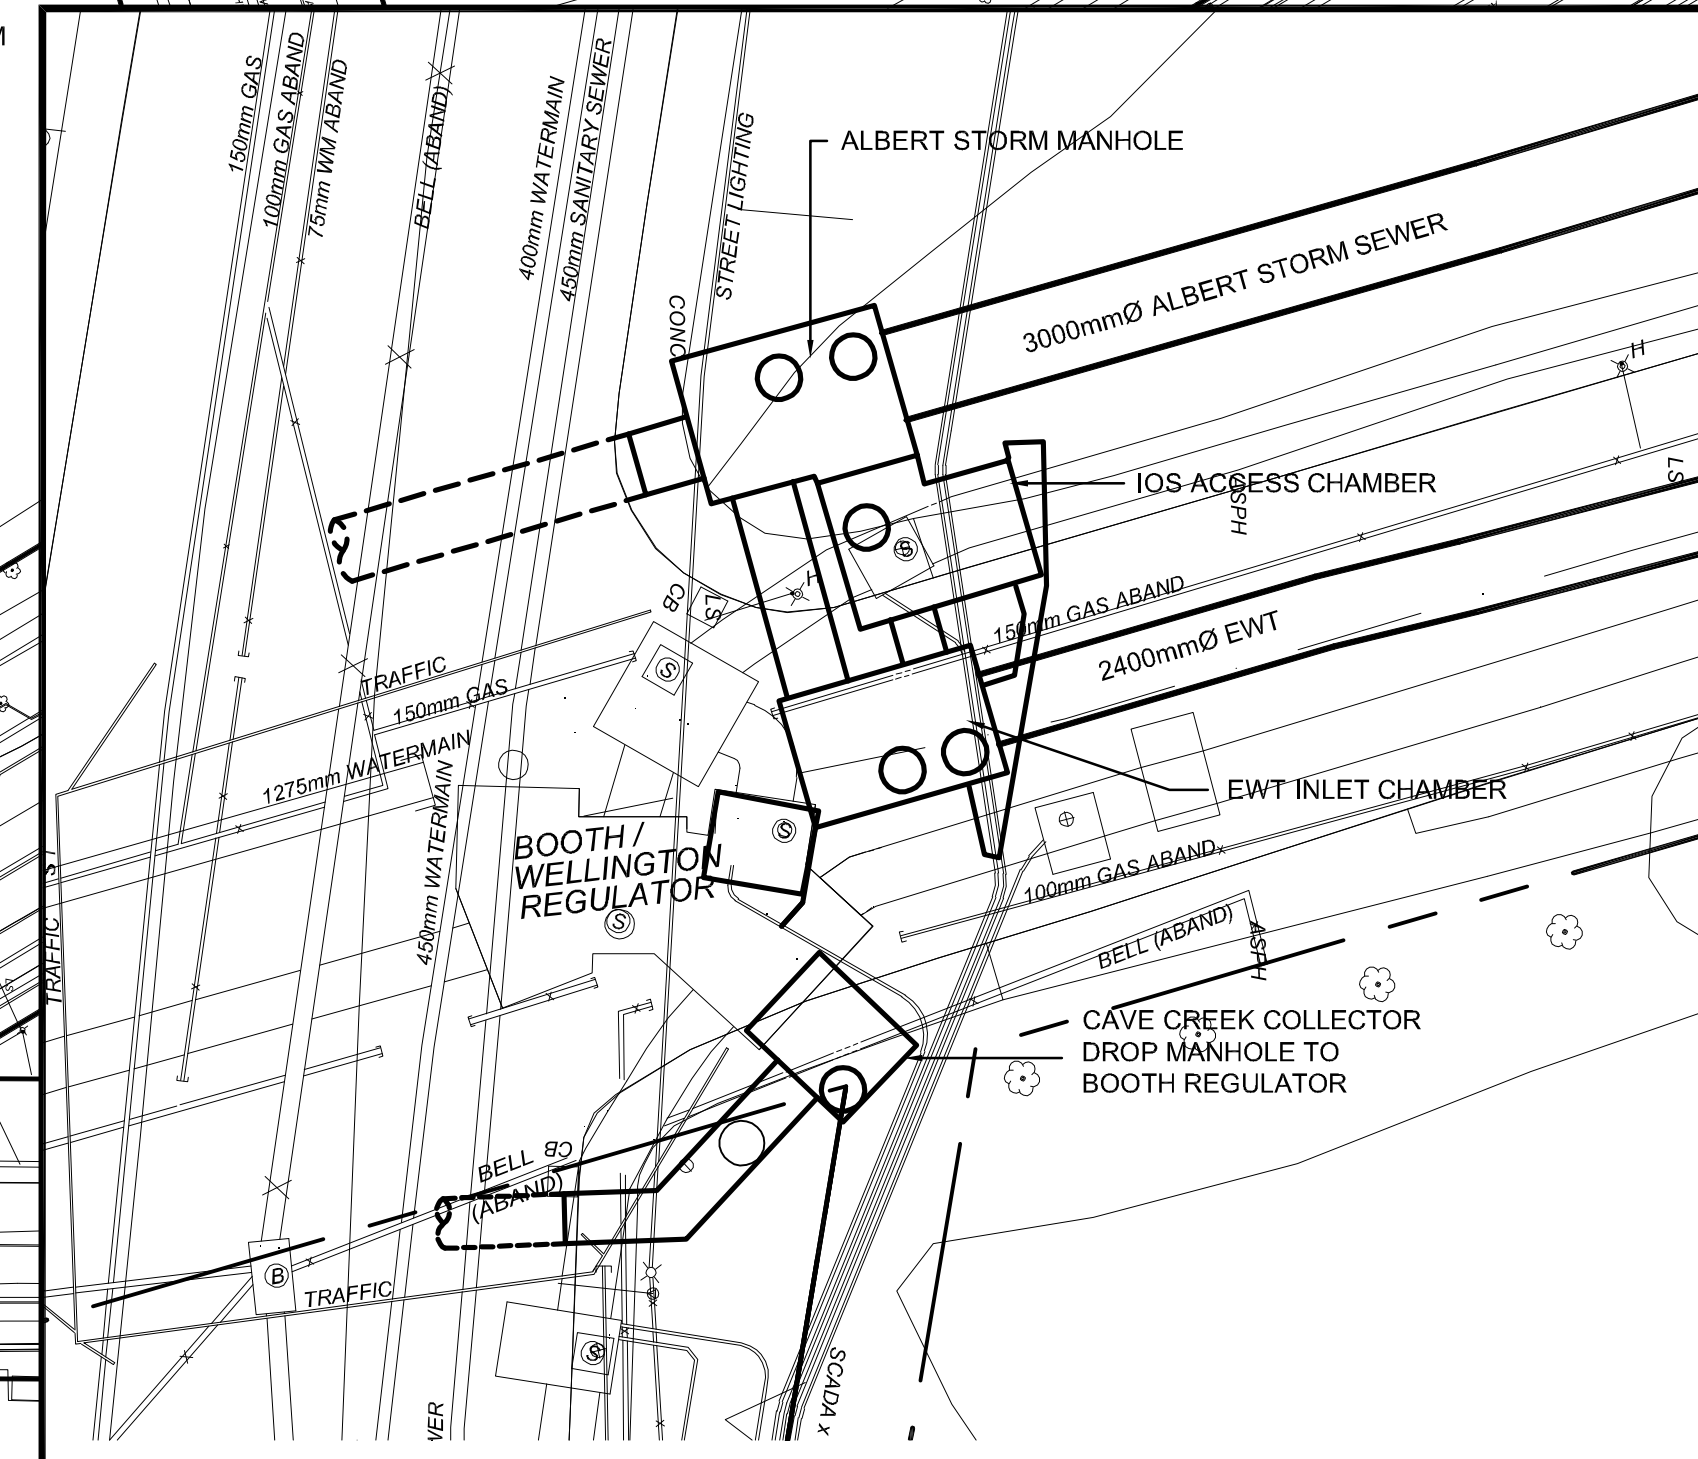 M
150mm GAS
100mm GAS ABAND
75mm WM ABAND
BELL (ABAND)
400mm WATERMAIN
450mm SANITARY SEWER
STREET LIGHTING
ALBERT STORM MANHOLE
3000mmØ ALBERT STORM SEWER
CONC
H
IOS ACCESS CHAMBER
ASPH
LS
S
H
CB
LS
150mm GAS ABAND
2400mmØ EWT
S
TRAFFIC
150mm GAS
1275mm WATERMAIN
450mm WATERMAIN
EWT INLET CHAMBER
BOOTH /
WELLINGTON
REGULATOR
S
S
100mm GAS ABAND
TRAFFIC
ST
BELL (ABAND)
ASPH
LS
CAVE CREEK COLLECTOR
DROP MANHOLE TO
BOOTH REGULATOR
BELL
(ABAND)
CB
B
TRAFFIC
S
SCADA x
WER